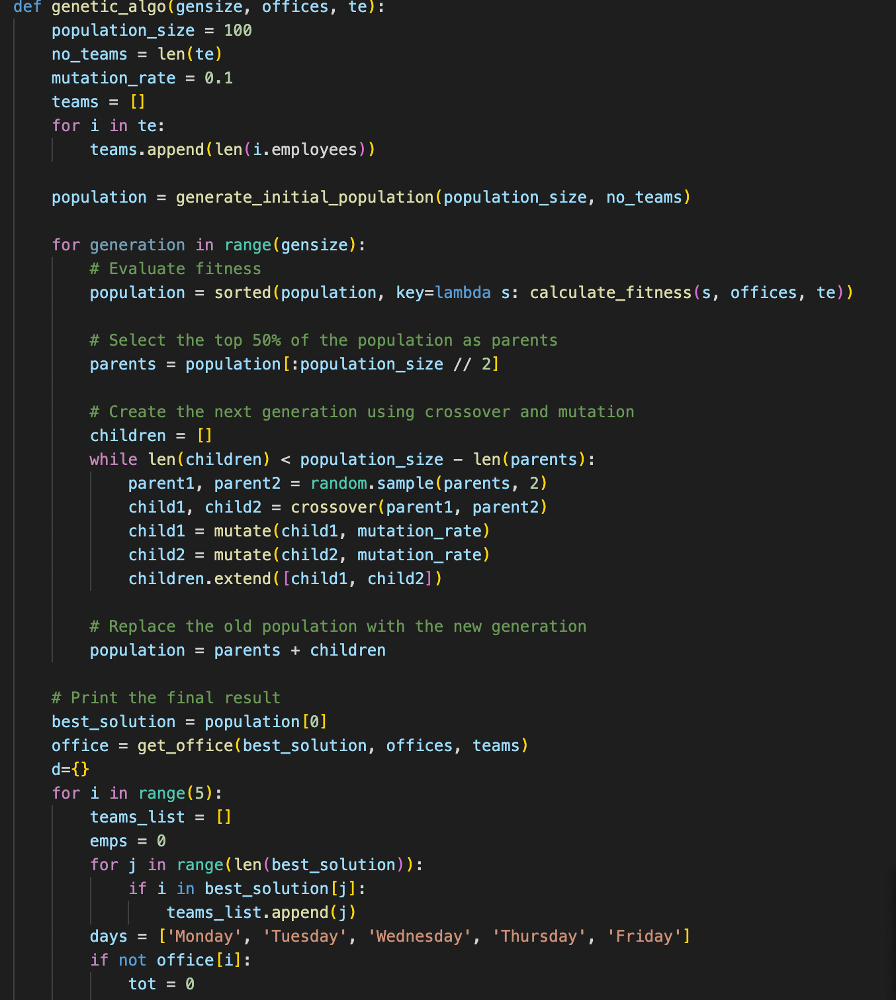 def genetic_algo(gensize, offices, te):
    population_size = 100
    no_teams = len(te)
    mutation_rate = 0.1
    teams = []
    for i in te:
        teams.append(len(i.employees))

    population = generate_initial_population(population_size, no_teams)

    for generation in range(gensize):
        # Evaluate fitness
        population = sorted(population, key=lambda s: calculate_fitness(s, offices, te))

        # Select the top 50% of the population as parents
        parents = population[:population_size // 2]

        # Create the next generation using crossover and mutation
        children = []
        while len(children) < population_size - len(parents):
            parent1, parent2 = random.sample(parents, 2)
            child1, child2 = crossover(parent1, parent2)
            child1 = mutate(child1, mutation_rate)
            child2 = mutate(child2, mutation_rate)
            children.extend([child1, child2])

        # Replace the old population with the new generation
        population = parents + children

    # Print the final result
    best_solution = population[0]
    office = get_office(best_solution, offices, teams)
    d={}
    for i in range(5):
        teams_list = []
        emps = 0
        for j in range(len(best_solution)):
            if i in best_solution[j]:
                teams_list.append(j)
        days = ['Monday', 'Tuesday', 'Wednesday', 'Thursday', 'Friday']
        if not office[i]:
            tot = 0